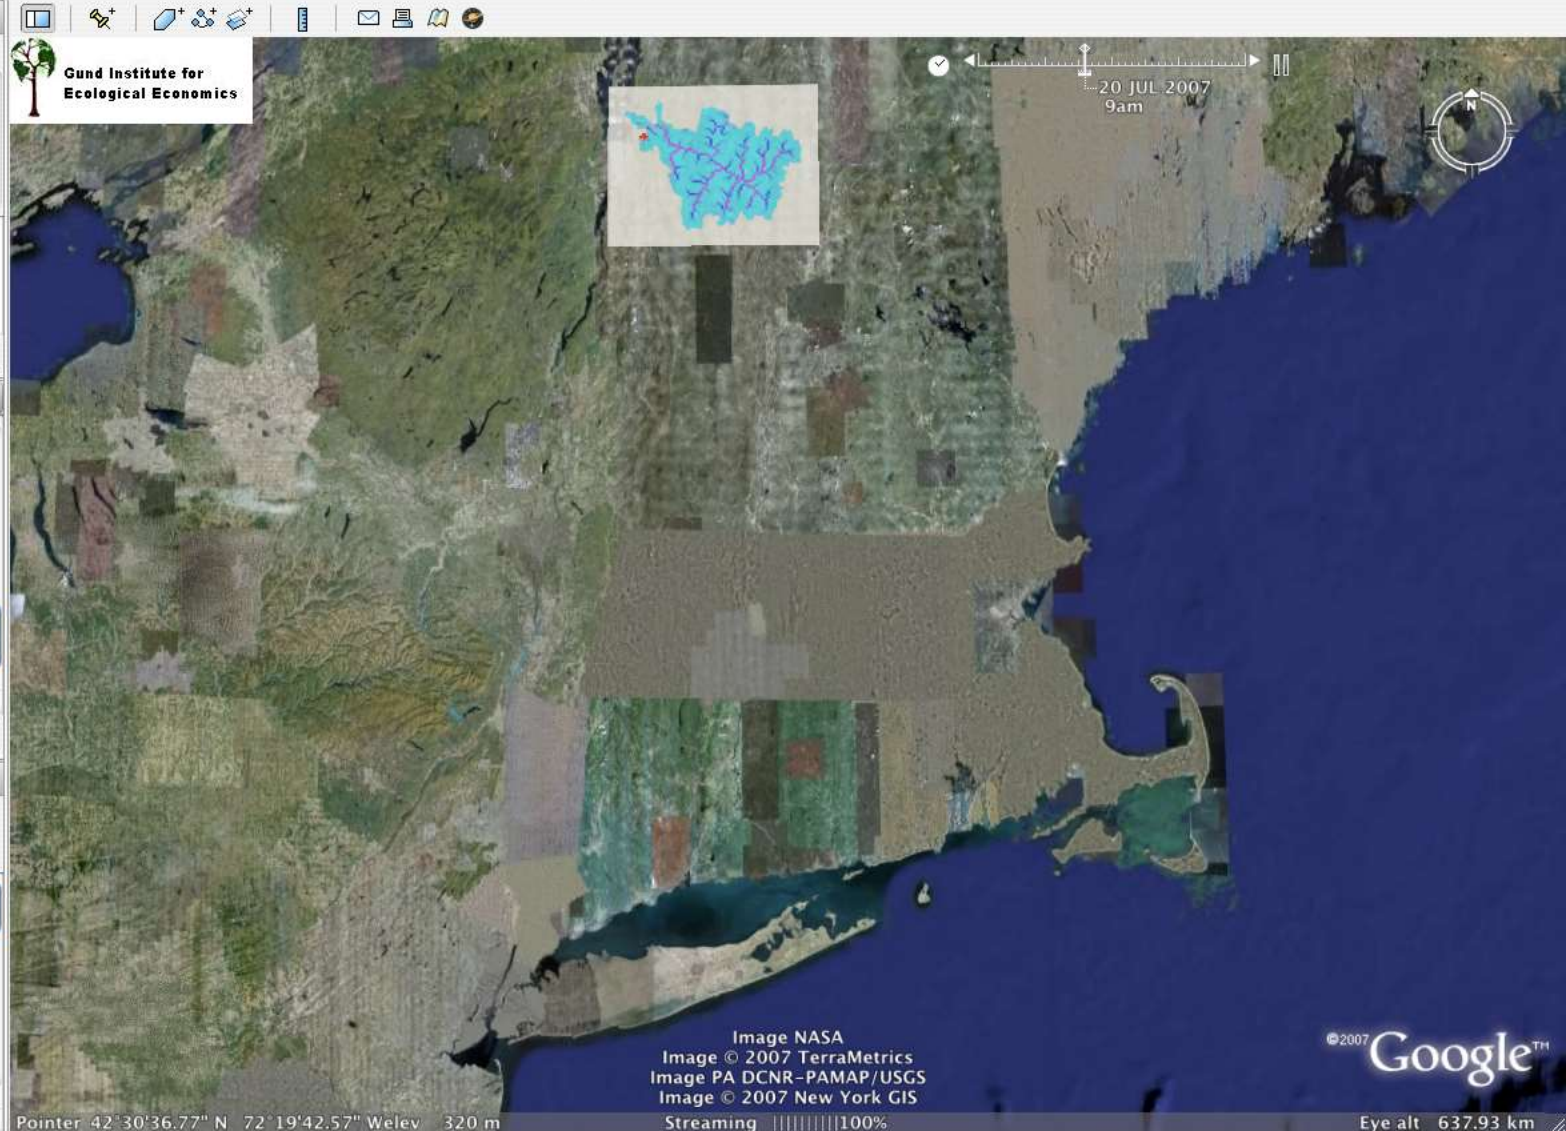 Gund Institute for
Ecological Economics
20 JUL 2007
9am
N
Image NASA
Image © 2007 TerraMetrics
Image PA DCNR-PAMAP/USGS
Image © 2007 New York GIS
©2007 Google™
Pointer 42°30'36.77" N 72°19'42.57" Welev 320 m
Streaming ||||||||||100%
Eye alt 637.93 km